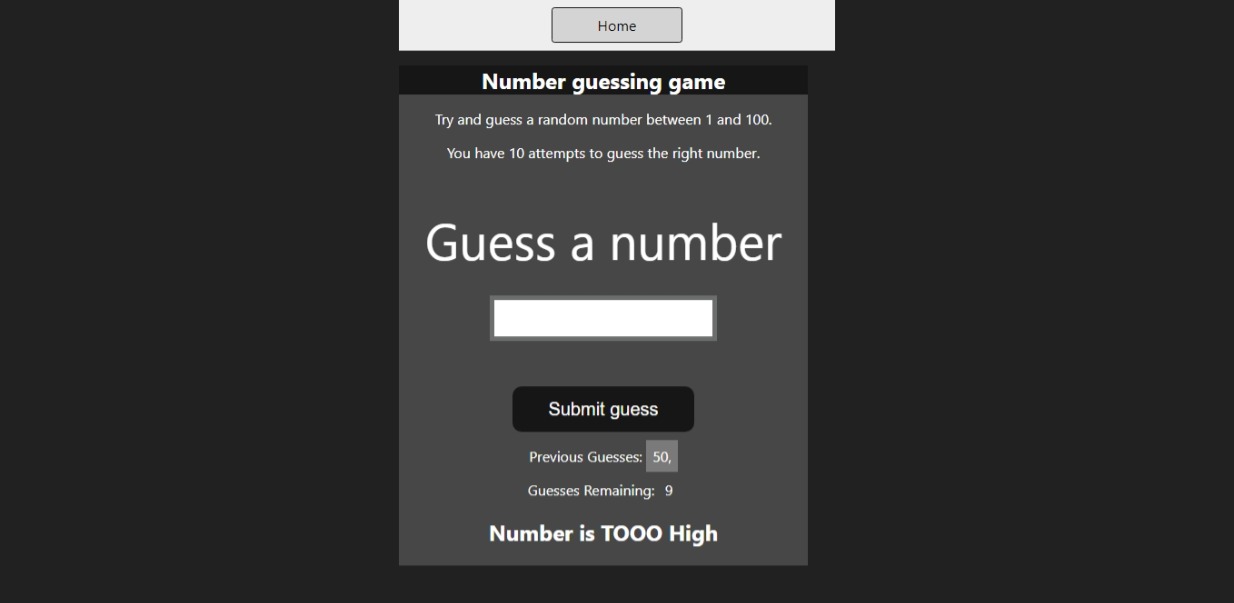 Home
Number guessing game
Try and guess a random number between 1 and 100.
You have 10 attempts to guess the right number.
Guess a number
Submit guess
Previous Guesses: 50,
Guesses Remaining: 9
Number is TOOO High